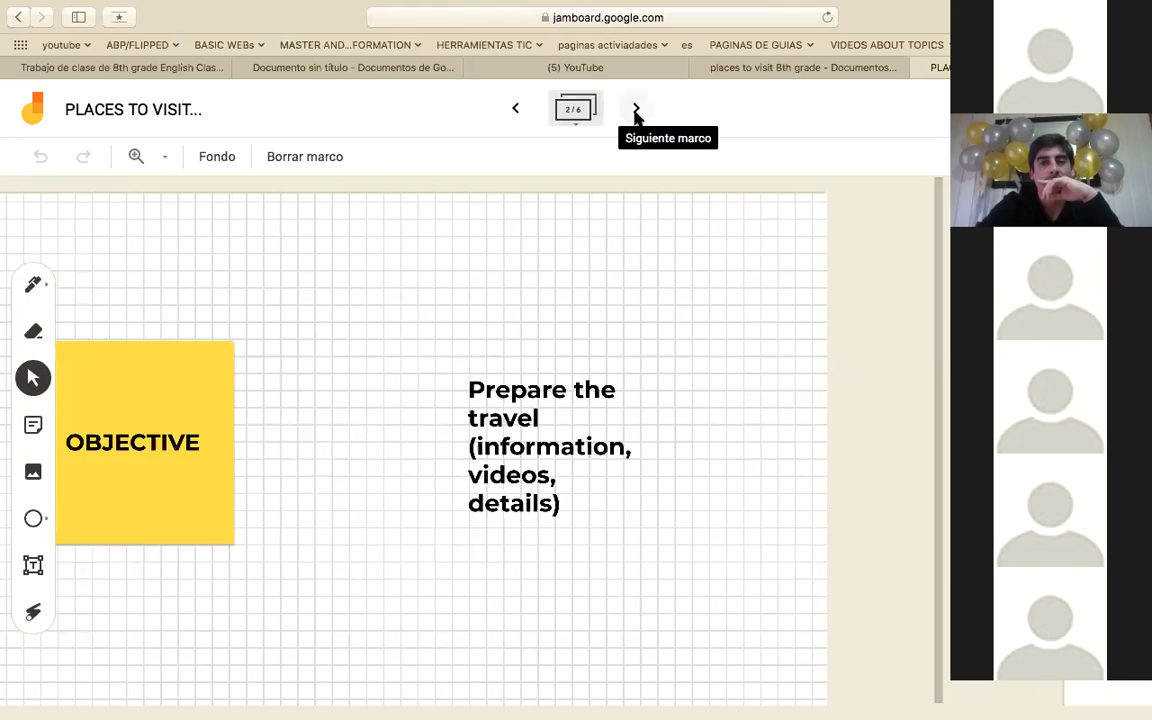 jamboard.google.com
youtube
ABP/FLIPPED
BASIC WEBs
MASTER AND...FORMATION
HERRAMIENTAS TIC
paginas activiadades
es
PAGINAS DE GUIAS
VIDEOS ABOUT TOPICS
Trabajo de clase de 8th grade English Clas...
Documento sin título - Documentos de Go...
(5) YouTube
places to visit 8th grade - Documentos...
PLA
PLACES TO VISIT...
2/6
Siguiente marco
Fondo
Borrar marco
OBJECTIVE
Prepare the
travel
(information,
videos,
details)